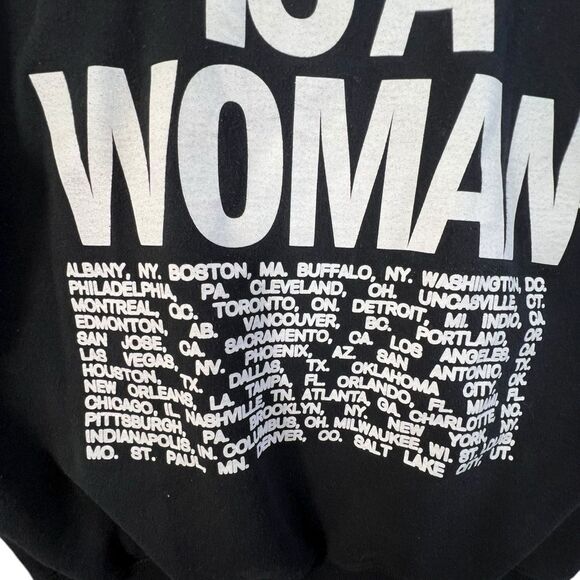 IS A
WOMAN
ALBANY, NY. BOSTON, MA. BUFFALO, NY. WASHINGTON, DC.
PHILADELPHIA, PA. CLEVELAND, OH. UNCASVILLE, CT.
MONTREAL, QC. TORONTO, ON. DETROIT, MI. INDIO, CA
EDMONTON, AB. VANCOUVER, BC. PORTLAND, OR.
SAN JOSE, CA. SACRAMENTO, CA. LOS ANGELES, CA.
LAS VEGAS, NV. PHOENIX, AZ. SAN ANTONIO, TX.
HOUSTON, TX. DALLAS, TX. OKLAHOMA CITY, OK.
NEW ORLEANS, LA. TAMPA, FL. ORLANDO, FL. MIAMI, FL
CHICAGO, IL. NASHVILLE, TN. ATLANTA, GA. CHARLOTTE NC.
PITTSBURGH, PA. BROOKLYN, NY. NEW YORK, NY.
INDIANAPOLIS, IN. COLUMBUS, OH. MILWAUKEE, WI. ST. LOUIS,
MO. ST. PAUL, MN. DENVER, CO. SALT LAKE CITY, UT.